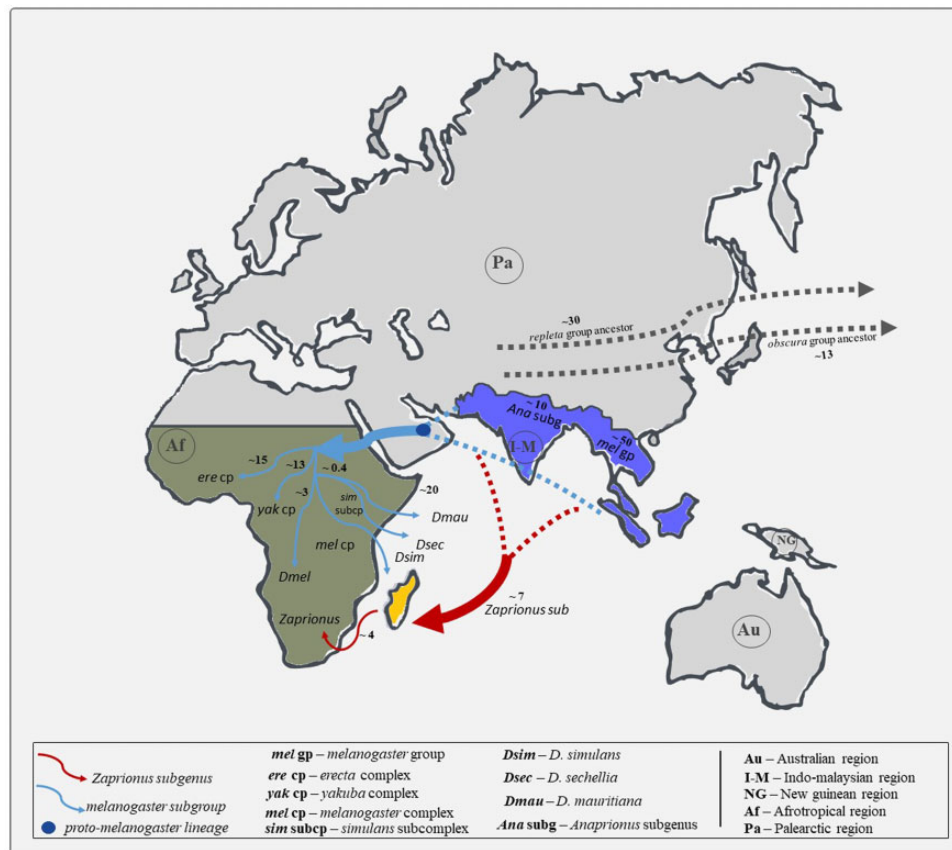 Pa
~30
repleta group ancestor
obscura group ancestor
~13
~ 10
Ana subg
~50
mel gp
I-M
Af
~15
ere cp
~13
~ 0.4
yak cp
~3
sim
subcp
~20
Dmau
Dsec
mel cp
Dsim
Dmel
NG
~ 7
Zaprionus sub
Zaprionus
~ 4
Au
Zaprionus subgenus
melanogaster subgroup
proto-melanogaster lineage
mel gp – melanogaster group
ere cp – erecta complex
yak cp – yakuba complex
mel cp – melanogaster complex
sim subcp – simulans subcomplex
Dsim – D. simulans
Dsec – D. sechellia
Dmau – D. mauritiana
Ana subg – Anaprionus subgenus
Au – Australian region
I-M – Indo-malaysian region
NG – New guinean region
Af – Afrotropical region
Pa – Palearctic region